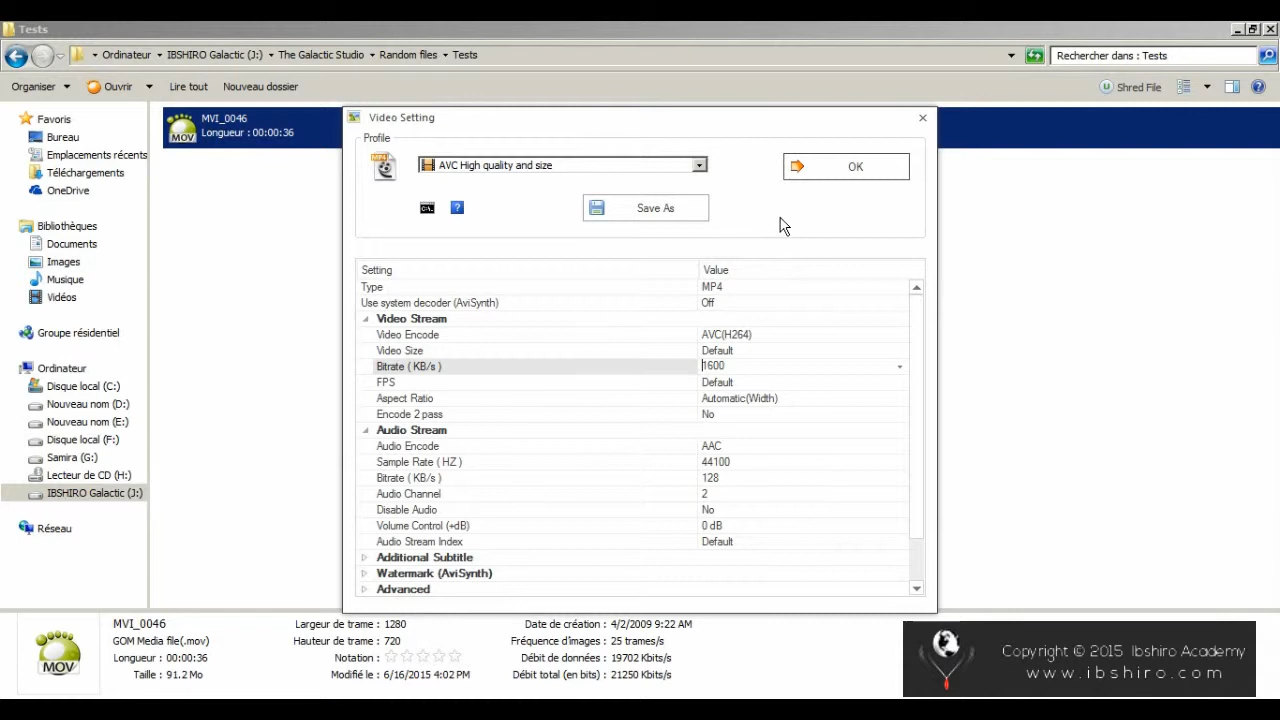 Tests
Ordinateur IBSHIRO Galactic (J:) The Galactic Studio Random files Tests
Rechercher dans : Tests
Organiser Ouvrir Lire tout Nouveau dossier Shred File
Favoris
Bureau
Emplacements récents
Téléchargements
OneDrive
Bibliothèques
Documents
Images
Musique
Vidéos
Groupe résidentiel
Ordinateur
Disque local (C:)
Nouveau nom (D:)
Nouveau nom (E:)
Disque local (F:)
Samira (G:)
Lecteur de CD (H:)
IBSHIRO Galactic (J:)
Réseau
MOV
MVI_0046
Longueur : 00:00:36
Video Setting
Profile
AVC High quality and size
OK
C:\.
?
Save As
Setting Value
Type MP4
Use system decoder (AviSynth) Off
Video Stream
Video Encode AVC(H264)
Video Size Default
Bitrate ( KB/s ) 1600
FPS Default
Aspect Ratio Automatic(Width)
Encode 2 pass No
Audio Stream
Audio Encode AAC
Sample Rate ( HZ ) 44100
Bitrate ( KB/s ) 128
Audio Channel 2
Disable Audio No
Volume Control (+dB) 0 dB
Audio Stream Index Default
Additional Subtitle
Watermark (AviSynth)
Advanced
MOV
MVI_0046
GOM Media file(.mov)
Longueur : 00:00:36
Taille : 91.2 Mo
Largeur de trame : 1280
Hauteur de trame : 720
Notation :
Modifié le : 6/16/2015 4:02 PM
Date de création : 4/2/2009 9:22 AM
Fréquence d'images : 25 trames/s
Débit de données : 19702 Kbits/s
Débit total (en bits) : 21250 Kbits/s
Copyright © 2015 Ibshiro Academy
www.ibshiro.com